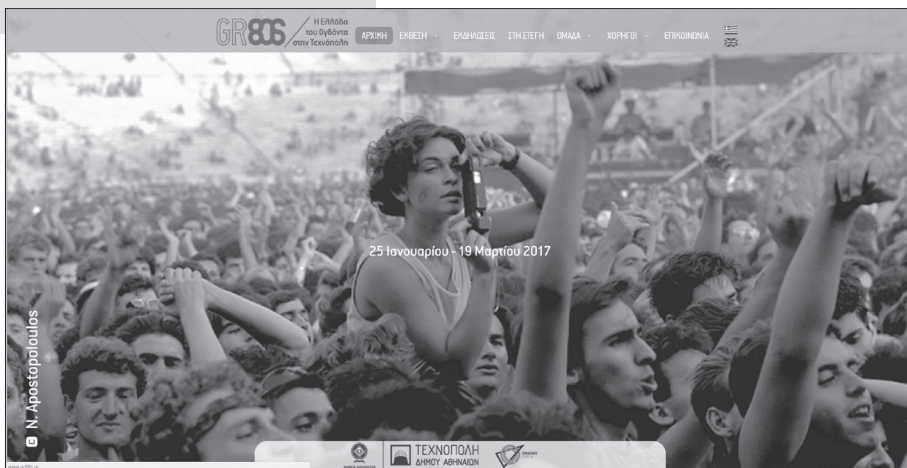 GR80S
Η Ελλάδα
του Ογδόντα
στην Τεχνόπολη
ΑΡΧΙΚΗ ΕΚΘΕΣΗ ΕΚΔΗΛΩΣΕΙΣ ΣΤΗ ΣΤΕΓΗ ΟΜΑΔΑ ΧΟΡΗΓΟΙ ΕΠΙΚΟΙΝΩΝΙΑ
25 Ιανουαρίου - 19 Μαρτίου 2017
C N. Apostopoloulos
ΤΕΧΝΟΠΟΛΗ
ΔΗΜΟΥ ΑΘΗΝΑΙΩΝ